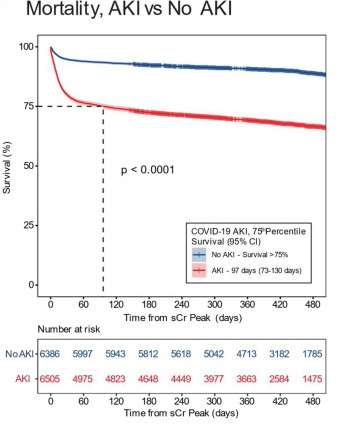 Mortality, AKI vs No AKI
100
75
50
25
0
Survival (%)
p < 0.0001
COVID-19 AKI, 75ʰPercentile
Survival (95% CI)
No AKI - Survival >75%
AKI - 97 days (73-130 days)
0 60 120 180 240 300 360 420 480
Time from sCr Peak (days)
Number at risk
No AKI 6386 5997 5943 5812 5618 5042 4713 3182 1785
AKI 6505 4975 4823 4648 4449 3977 3663 2584 1475
0 60 120 180 240 300 360 420 480
Time from sCr Peak (days)